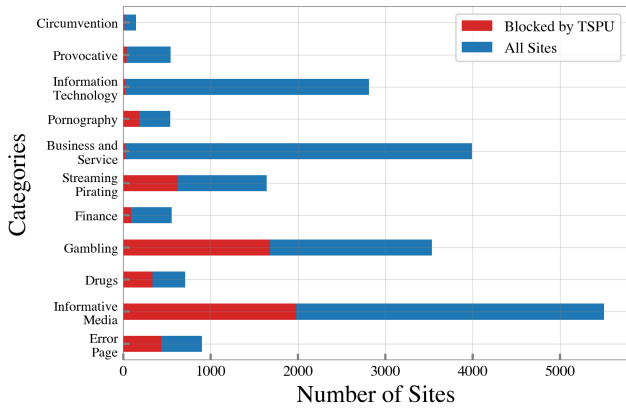 Circumvention
Provocative
Information
Technology
Pornography
Business and
Service
Streaming
Pirating
Finance
Gambling
Drugs
Informative
Media
Error
Page
Categories
Blocked by TSPU
All Sites
0 1000 2000 3000 4000 5000
Number of Sites